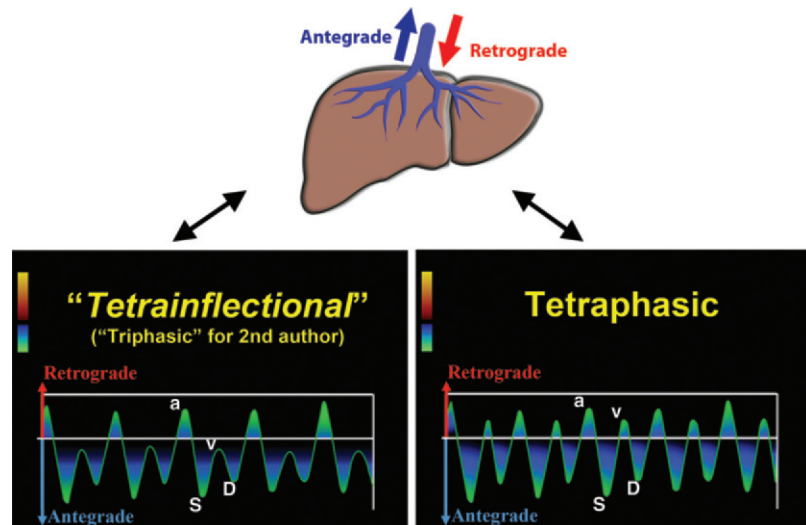 Antegrade
Retrograde
“Tetrainflectional”
(“Triphasic” for 2nd author)
Retrograde
a
v
D
S
Antegrade
Tetraphasic
Retrograde
a
v
D
S
Antegrade